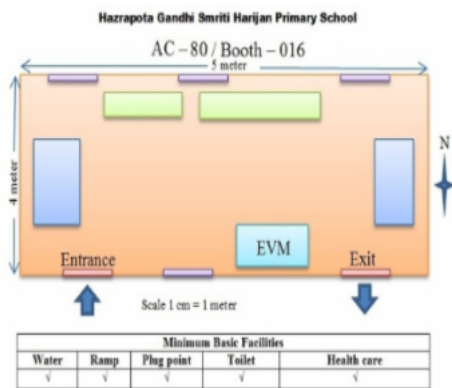 Hazrapota Gandhi Smriti Harijan Primary School
AC – 80 / Booth – 016
5 meter
4 meter
N
Entrance
EVM
Exit
Scale 1 cm = 1 meter
Minimum Basic Facilities
Water Ramp Plug point Toilet Health care
√ √ √ √ √